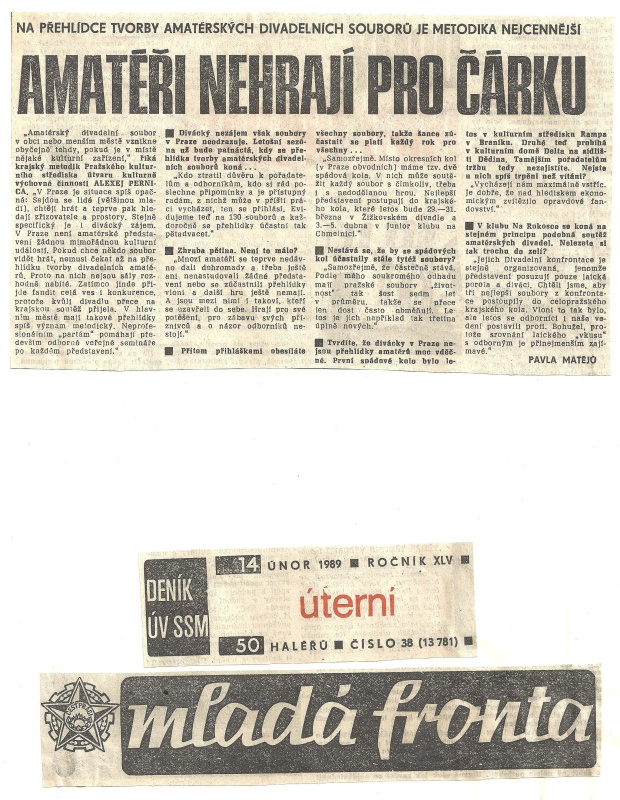 NA PŘEHLÍDCE TVORBY AMATÉRSKÝCH DIVADELNÍCH SOUBORŮ JE METODIKA NEJCENNĚJŠÍ
AMATÉŘI NEHRAJÍ PRO ČÁRKU
„Amatérský divadelní soubor
v obci nebo menším městě vznikne
obyčejně tehdy, pokud je v místě
nějaké kulturní zařízení," říká
krajský metodik Pražského kultur-
ního střediska útvaru kulturně
výchovné činnosti ALEXEJ PERNI-
CA. „V Praze je situace spíš opač-
ná: Sejdou se lidé (většinou mla-
dí), chtějí hrát a teprve pak hle-
dají zřizovatele a prostory. Stejně
specifický je i divácký zájem.
V Praze není amatérské předsta-
vení žádnou mimořádnou kulturní
událostí. Pokud chce někdo soubor
vidět hrát, nemusí čekat až na pře-
hlídku tvorby divadelních amaté-
rů. Proto na nich nejsou sály roz-
hodně nabité. Zatímco jinde při-
jde fandit celá ves i konkurence,
protože kvůli divadlu přece na
krajskou soutěž přijela. V hlav-
ním městě mají takové přehlídky
spíš význam metodický. Neprofe-
sionálním „partám" pomáhají pře-
devším odborné veřejné semináře
po každém představení."
■ Divácký nezájem však soubory
v Praze neodrazuje. Letošní sezó-
na už bude patnáctá, kdy se pře-
hlídka tvorby amatérských divadel-
ních souborů koná...
„Kdo ztratil důvěru k pořadate-
lům a odborníkům, kdo si rád po-
slechne připomínky a je přístupný
radám, z nichž může v příští prá-
ci vycházet, ten se přihlásí. Evi-
dujeme teď na 130 souborů a kaž-
doročně se přehlídky účastní tak
pětadvacet."
■ Zhruba pětina. Není to málo?
„Mnozí amatéři se teprve nedáv-
no dali dohromady a třeba ještě
ani nenastudovali žádné předsta-
vení nebo se zúčastnili přehlídky
vloni a další ještě nemají.
A jsou mezi nimi i takoví, kteří
se uzavřeli do sebe. Hrají pro své
potěšení, pro zábavu svých příz-
nivců a o názor odborníků ne-
stojí."
■ Přitom přihláškami obesíláte
všechny soubory, takže šance zú-
častnit se platí každý rok pro
všechny...
„Samozřejmě. Místo okresních kol
(v Praze obvodních) máme tzv. dvě
spádová kola. V nich může soutě-
žit každý soubor s čímkoliv, třeba
i s nedodělanou hrou. Nejlepší
představení postupují do krajské-
ho kola, které letos bude 29.—31.
března v Žižkovském divadle a
3.—5. dubna v Junior klubu na
Chmelnici."
■ Nestává se, že by se spádových
kol účastnily stále tytéž soubory?
„Samozřejmě, že částečně stává.
Podle soukromého odhadu
mají pražské soubory „život-
nost" tak šest sedm let
v průměru, takže se přece
jen dost často obměňují. Le-
tos je jich například tak třetina
úplně nových."
■ Tvrdíte, že divácky v Praze nej-
sou přehlídky amatérů moc vděč-
né. První spádové kolo bylo le-
tos v kulturním středisku Rampa
v Braníku. Druhé teď probíhá
v kulturním domě Delta na sídliš-
ti Dědina. Tamějším pořadatelům
tržbu tedy nezajistíte. Nejste
a nich spíš trpěn než vítáni?
„Vycházejí nám maximálně vstříc.
Je dobře, že nad hlediskem ekono-
mickým zvítězilo opravdové fan-
dovství."
■ V klubu Na Rokosce se koná na
stejném principu podobná soutěž
amatérských divadel. Nelezete si
tak trochu do zelí?
„Jejich Divadelní konfrontace je
stejně organizovaná, jenomže
představení posuzují pouze laická
porota a diváci. Chtěli jsme, aby
ti nejlepší soubory z konfronta-
ce postoupily do celopražského
krajského kola. Vloni to tak bylo,
ale letos se odborníci i naše ve-
dení postavili proti. Bohužel, pro-
tože srovnání laického „vkusu"
s odborným je přinejmenším zají-
mavé."
PAVLA MATĚJŮ
DENÍK
ÚV SSM
14 ÚNOR 1989 ■ ROČNÍK XLV ■
úterní
50 HALÉŘŮ ■ ČÍSLO 38 (13 781) ■
mladá fronta